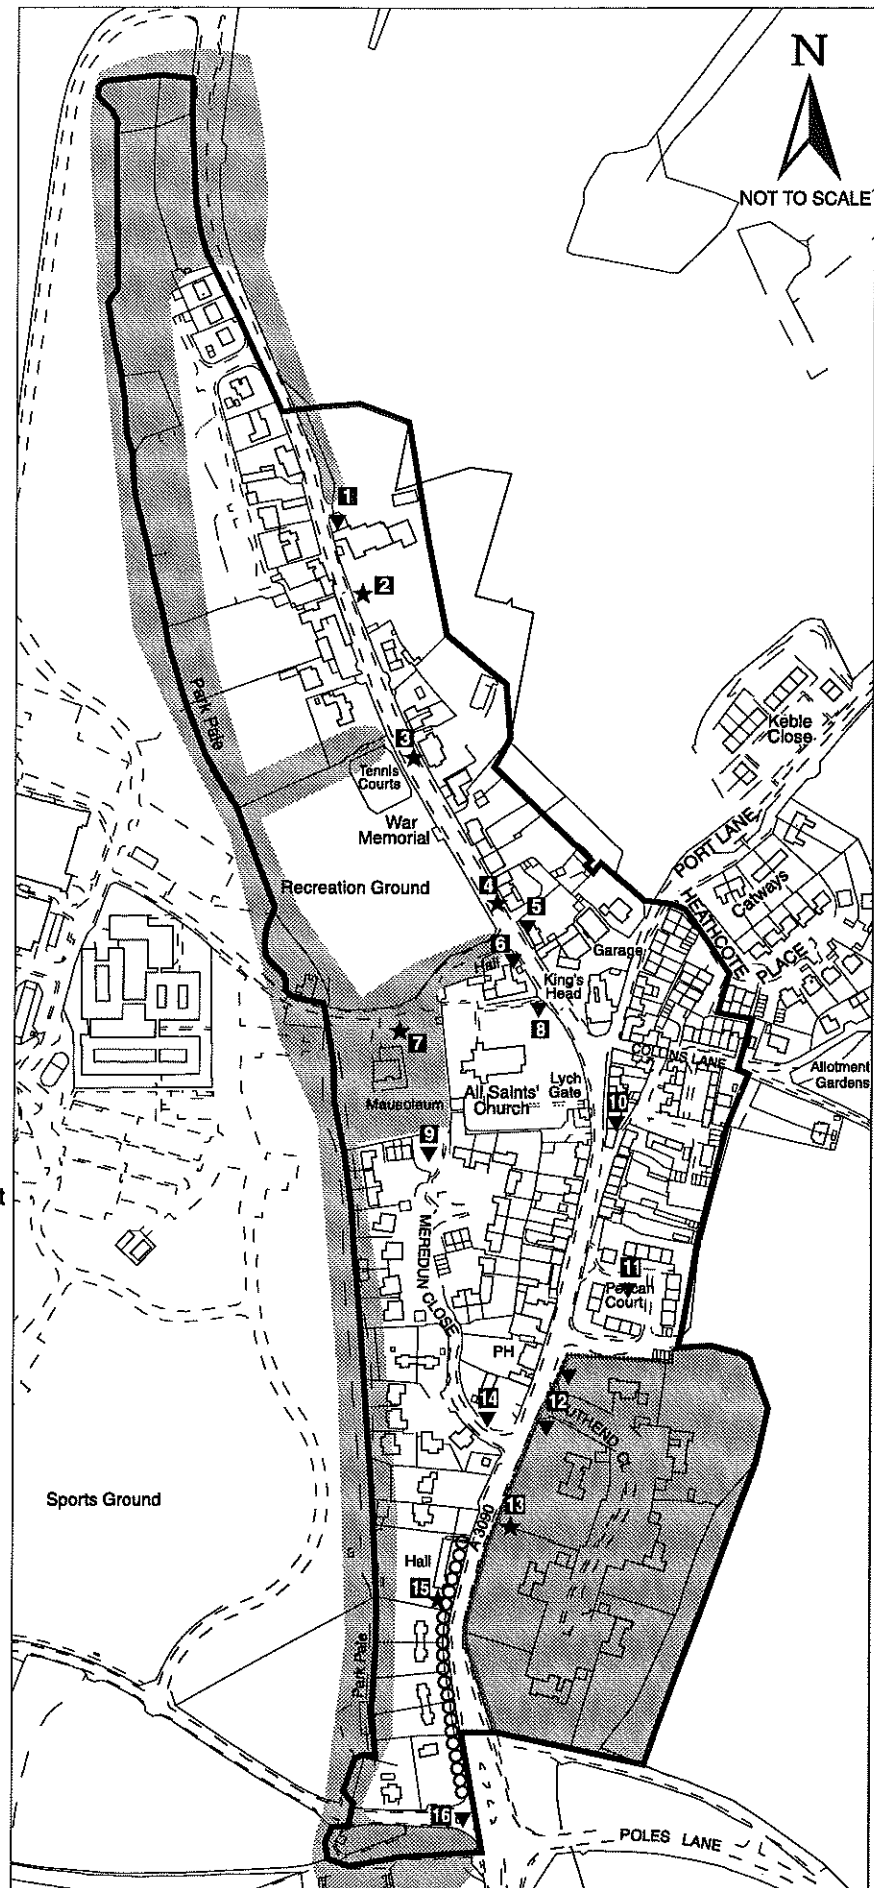 N
NOT TO SCALE
1
2
Park Pale
3
Tennis
Courts
War
Memorial
Keble
Close
PORT LANE
Recreation Ground
4
5
HEATHCOTE
PLACE
Catways
6
Hall
King's
Head
Garage
8
7
COLLINS LANE
Allotment
Gardens
All Saints'
Church
Lych
Gate
Mausoleum
10
9
t
MEREDUN CLOSE
11
Pelican
Court
PH
14
12
Sports Ground
13
A 3090
Hall
15
Park Pale
16
POLES LANE